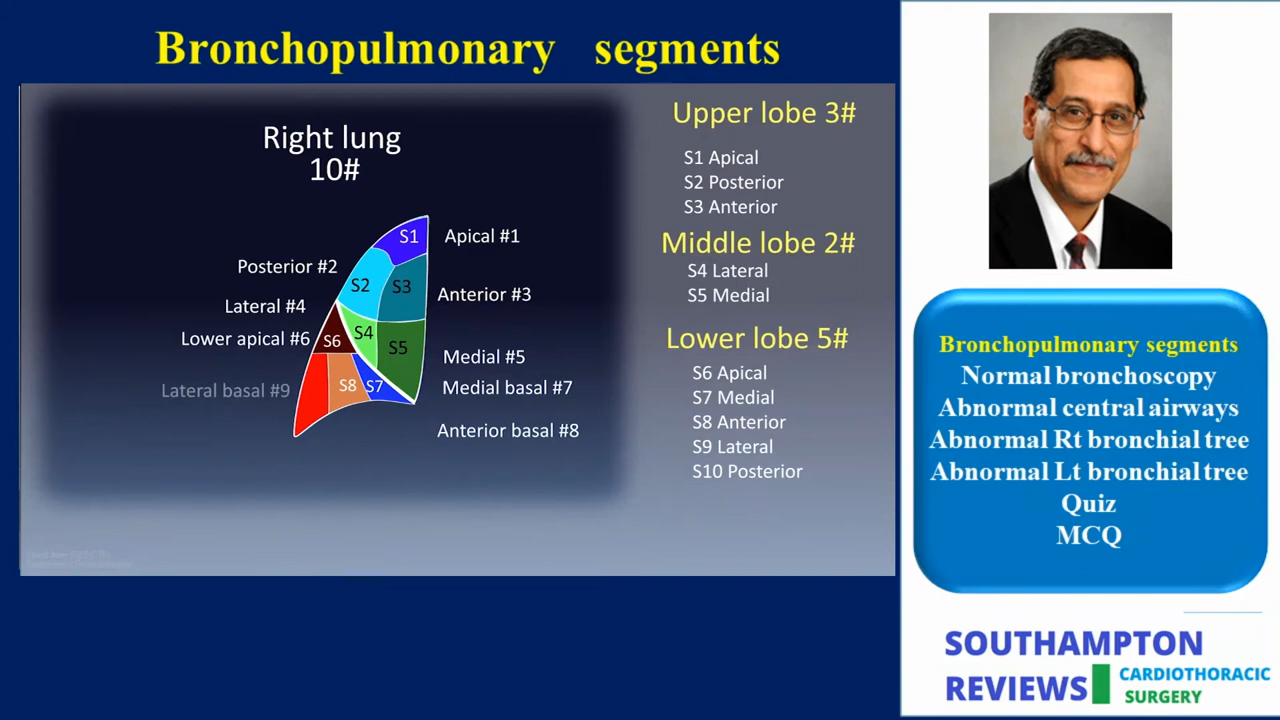 Bronchopulmonary segments
Right lung
10#
S1
Apical #1
Posterior #2
S2
S3
Anterior #3
Lateral #4
S4
Lower apical #6
S6
S5
Medial #5
Lateral basal #9
S8
S7
Medial basal #7
Anterior basal #8
Upper lobe 3#
S1 Apical
S2 Posterior
S3 Anterior
Middle lobe 2#
S4 Lateral
S5 Medial
Lower lobe 5#
S6 Apical
S7 Medial
S8 Anterior
S9 Lateral
S10 Posterior
Bronchopulmonary segments
Normal bronchoscopy
Abnormal central airways
Abnormal Rt bronchial tree
Abnormal Lt bronchial tree
Quiz
MCQ
SOUTHAMPTON
REVIEWS
CARDIOTHORACIC
SURGERY